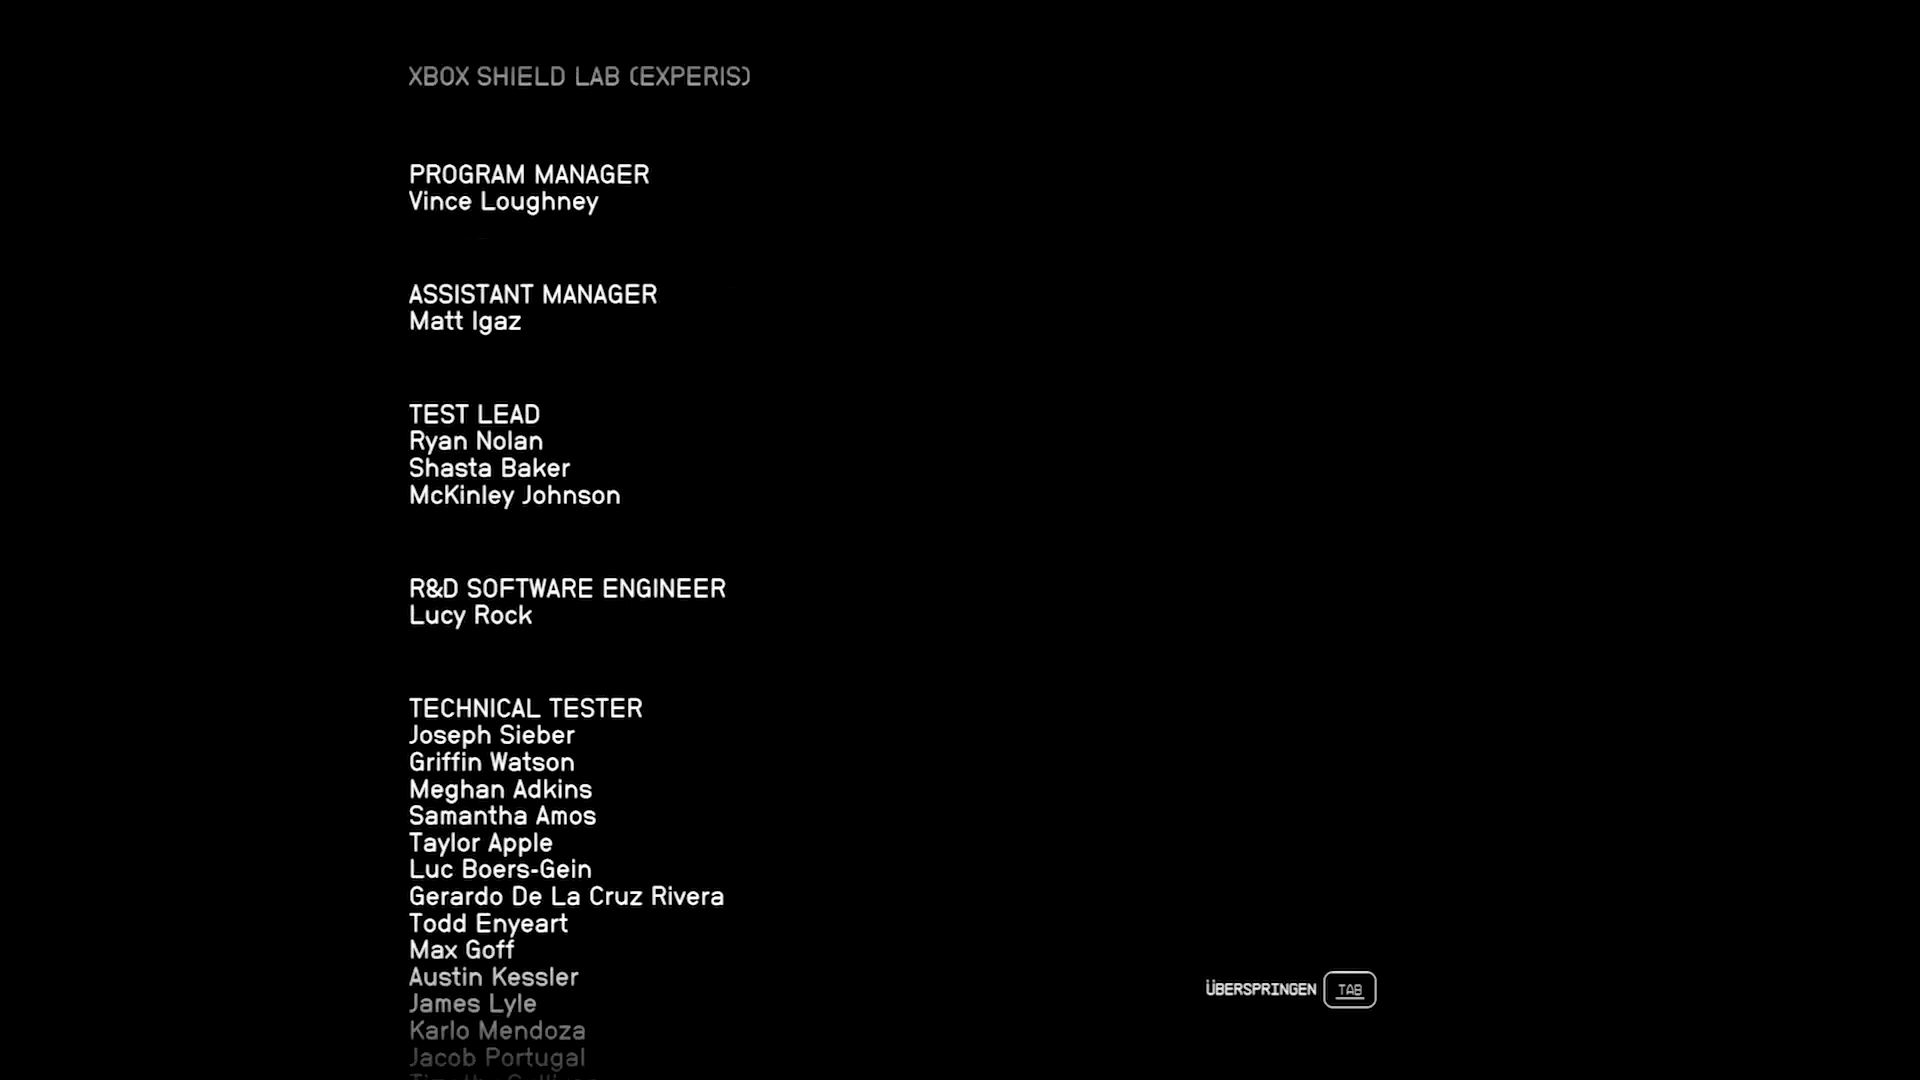 XBOX SHIELD LAB (EXPERIS)
PROGRAM MANAGER
Vince Loughney
ASSISTANT MANAGER
Matt Igaz
TEST LEAD
Ryan Nolan
Shasta Baker
McKinley Johnson
R&D SOFTWARE ENGINEER
Lucy Rock
TECHNICAL TESTER
Joseph Sieber
Griffin Watson
Meghan Adkins
Samantha Amos
Taylor Apple
Luc Boers-Gein
Gerardo De La Cruz Rivera
Todd Enyeart
Max Goff
Austin Kessler
James Lyle
Karlo Mendoza
Jacob Portugal
ÜBERSPRINGEN TAB